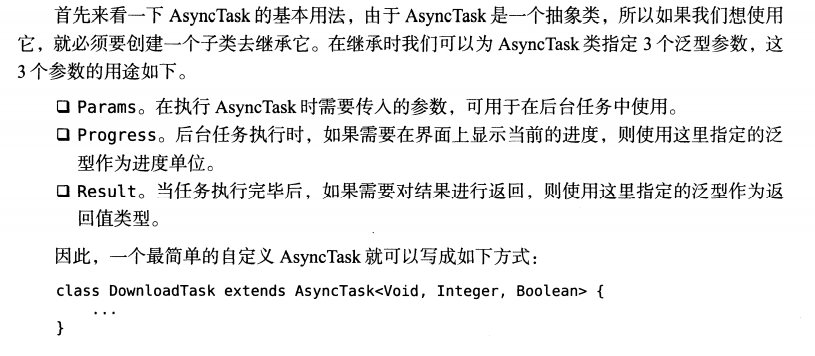 首先来看一下 AsyncTask 的基本用法，由于 AsyncTask 是一个抽象类，所以如果我们想使用
它，就必须要创建一个子类去继承它。在继承时我们可以为 AsyncTask 类指定 3 个泛型参数，这
3 个参数的用途如下。
❑ Params。在执行 AsyncTask 时需要传入的参数，可用于在后台任务中使用。
❑ Progress。后台任务执行时，如果需要在界面上显示当前的进度，则使用这里指定的泛
型作为进度单位。
❑ Result。当任务执行完毕后，如果需要对结果进行返回，则使用这里指定的泛型作为返
回值类型。
因此，一个最简单的自定义 AsyncTask 就可以写成如下方式：
class DownloadTask extends AsyncTask<Void, Integer, Boolean> {
...
}